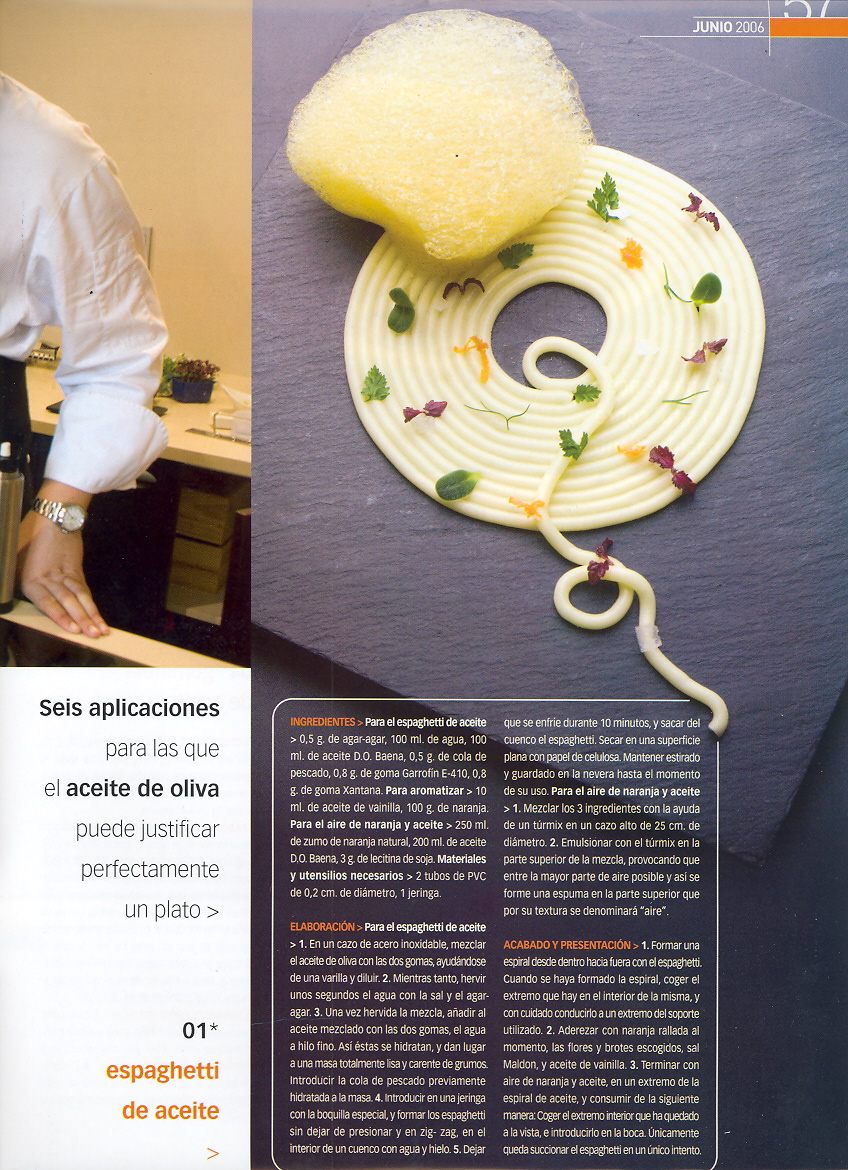 57
JUNIO 2006
Seis aplicaciones
para las que
el aceite de oliva
puede justificar
perfectamente
un plato >
01*
espaghetti
de aceite
>
INGREDIENTES > Para el espaghetti de aceite
> 0,5 g. de agar-agar, 100 ml. de agua, 100
ml. de aceite D.O. Baena, 0,5 g. de cola de
pescado, 0,8 g. de goma Garrofín E-410, 0,8
g. de goma Xantana. Para aromatizar > 10
ml. de aceite de vainilla, 100 g. de naranja.
Para el aire de naranja y aceite > 250 ml.
de zumo de naranja natural, 200 ml. de aceite
D.O. Baena, 3 g. de lecitina de soja. Materiales
y utensilios necesarios > 2 tubos de PVC
de 0,2 cm. de diámetro, 1 jeringa.
ELABORACIÓN > Para el espaghetti de aceite
> 1. En un cazo de acero inoxidable, mezclar
el aceite de oliva con las dos gomas, ayudándose
de una varilla y diluir. 2. Mientras tanto, hervir
unos segundos el agua con la sal y el agar-
agar. 3. Una vez hervida la mezcla, añadir al
aceite mezclado con las dos gomas, el agua
a hilo fino. Así éstas se hidratan, y dan lugar
a una masa totalmente lisa y carente de grumos.
Introducir la cola de pescado previamente
hidratada a la masa. 4. Introducir en una jeringa
con la boquilla especial, y formar los espaghetti
sin dejar de presionar y en zig- zag, en el
interior de un cuenco con agua y hielo. 5. Dejar
que se enfríe durante 10 minutos, y sacar del
cuenco el espaghetti. Secar en una superficie
plana con papel de celulosa. Mantener estirado
y guardado en la nevera hasta el momento
de su uso. Para el aire de naranja y aceite
> 1. Mezclar los 3 ingredientes con la ayuda
de un túrmix en un cazo alto de 25 cm. de
diámetro. 2. Emulsionar con el túrmix en la
parte superior de la mezcla, provocando que
entre la mayor parte de aire posible y así se
forme una espuma en la parte superior que
por su textura se denominará “aire”.
ACABADO Y PRESENTACIÓN > 1. Formar una
espiral desde dentro hacia fuera con el espaghetti.
Cuando se haya formado la espiral, coger el
extremo que hay en el interior de la misma, y
con cuidado conducirlo a un extremo del soporte
utilizado. 2. Aderezar con naranja rallada al
momento, las flores y brotes escogidos, sal
Maldon, y aceite de vainilla. 3. Terminar con
aire de naranja y aceite, en un extremo de la
espiral de aceite, y consumir de la siguiente
manera: Coger el extremo interior que ha quedado
a la vista, e introducirlo en la boca. Únicamente
queda succionar el espaghetti en un único intento.